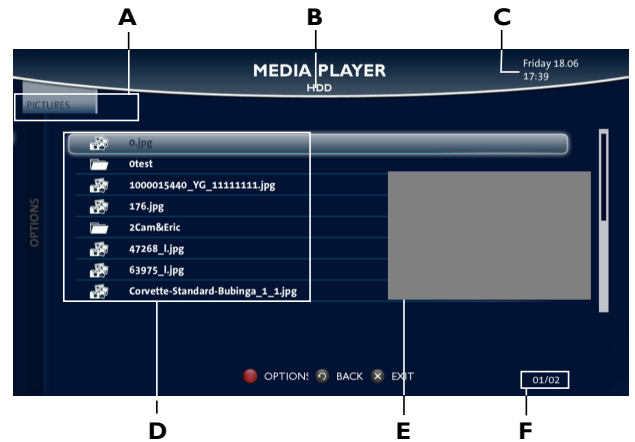 A B C
MEDIA PLAYER
HDD
Friday 18.06
17:39
PICTURES
OPTIONS
0.jpg
0test
1000015440_YG_11111111.jpg
176.jpg
2Cam&Eric
47268_l.jpg
63975_l.jpg
Corvette-Standard-Bubinga_1_1.jpg
OPTIONS BACK EXIT
01/02
D E F